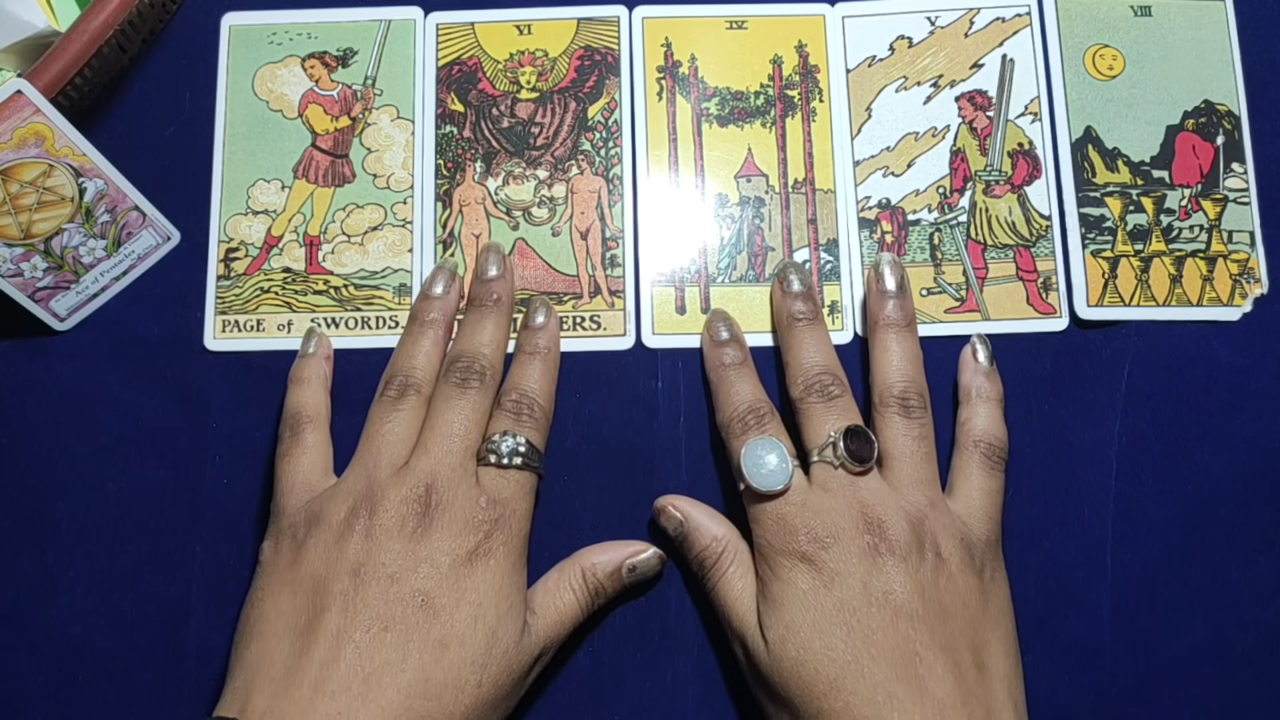 PAGE of SWORDS.
VI
ERS.
IV
V
VIII
Ace of Pentacles